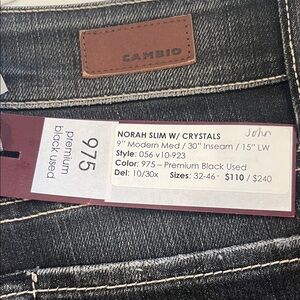 CAMBIO
975
premium
black used
NORAH SLIM W/ CRYSTALS
John
9" Modern Med / 30" Inseam / 15" LW
Style: 056 v10-923
Color: 975 – Premium Black Used
Del: 10/30x Sizes: 32-46 · $110 / $240